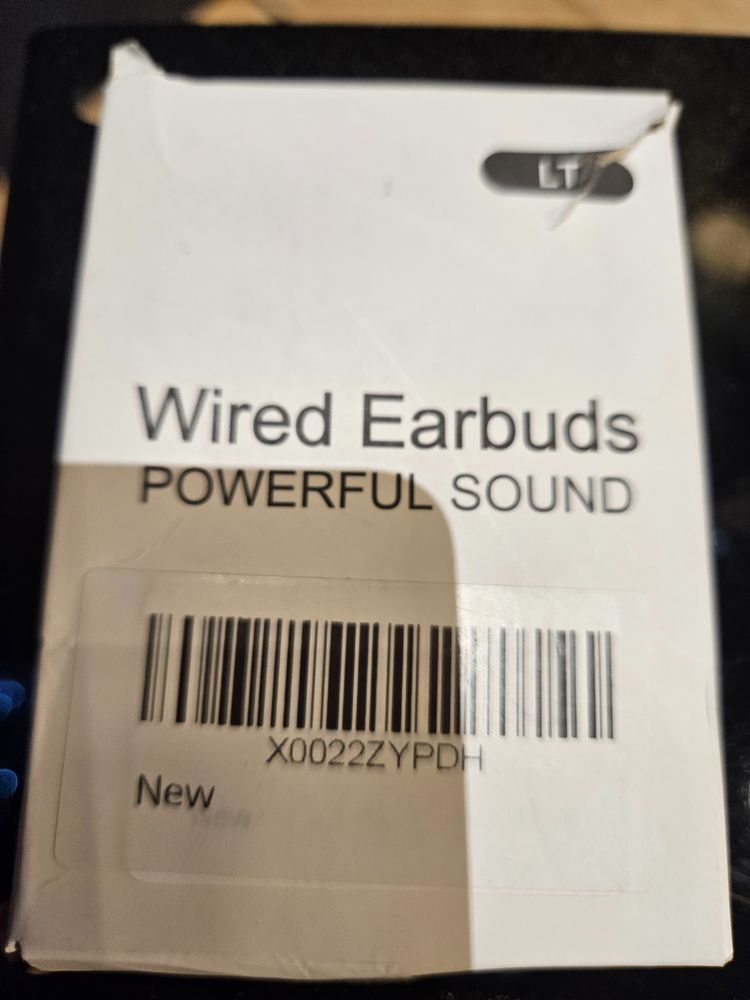 LT
Wired Earbuds
POWERFUL SOUND
X0022ZYPDH
New